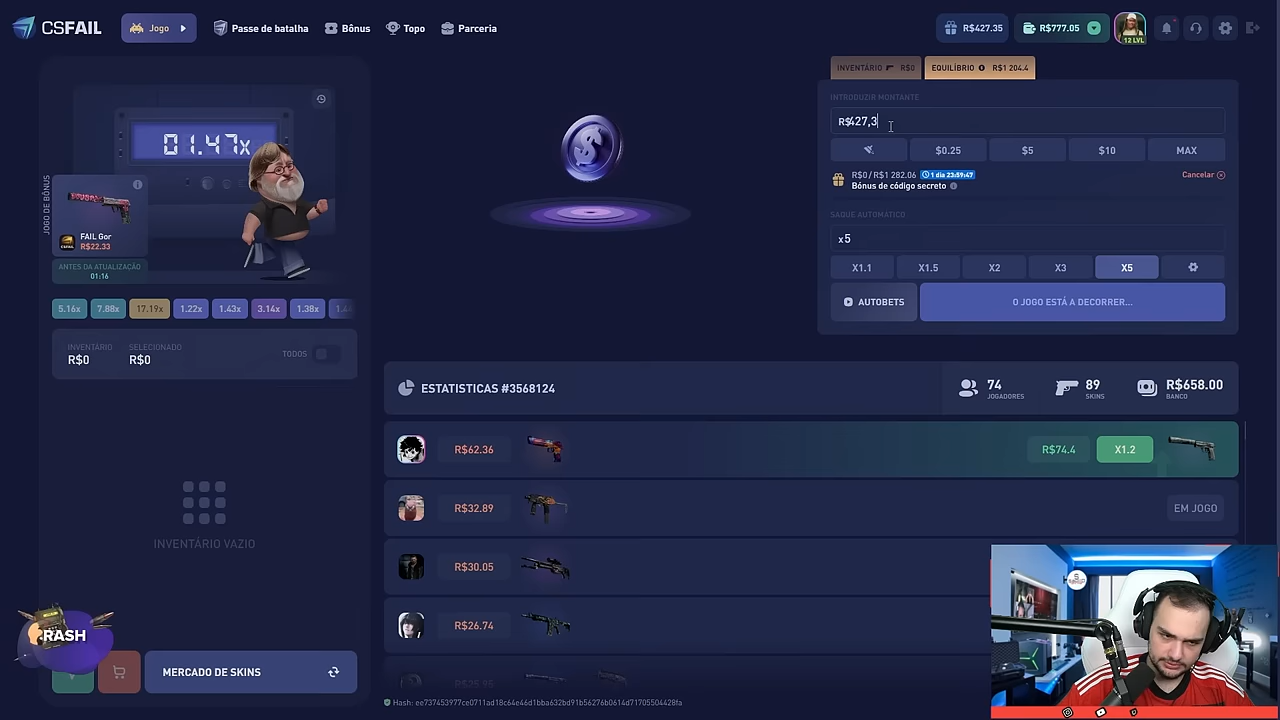 CSFAIL
Jogo
Passe de batalha
Bônus
Topo
Parceria
R$427.35
R$777.05
12 LVL
INVENTÁRIO R$0
EQUILÍBRIO R$1 204.4
INTRODUZIR MONTANTE
R$427,3
$0.25
$5
$10
MAX
R$0/R$1 282.06 1 dia 23:59:47
Bónus de código secreto
Cancelar
SAQUE AUTOMÁTICO
x5
X1.1
X1.5
X2
X3
X5
AUTOBETS
O JOGO ESTÁ A DECORRER...
01.47x
JOGO DE BÔNUS
FAIL Gor
R$22.33
ANTES DA ATUALIZAÇÃO
01:16
5.16x
7.88x
17.19x
1.22x
1.43x
3.14x
1.38x
INVENTÁRIO
R$0
SELECIONADO
R$0
TODOS
INVENTÁRIO VAZIO
ESTATISTICAS #3568124
74
JOGADORES
89
SKINS
R$658.00
BANCO
R$62.36
R$74.4
X1.2
R$32.89
EM JOGO
R$30.05
R$26.74
R$25.95
RASH
MERCADO DE SKINS
Hash: ee737453977ce0711ad18c64e46d1bba632bd91b56276b0614d71705504428fa